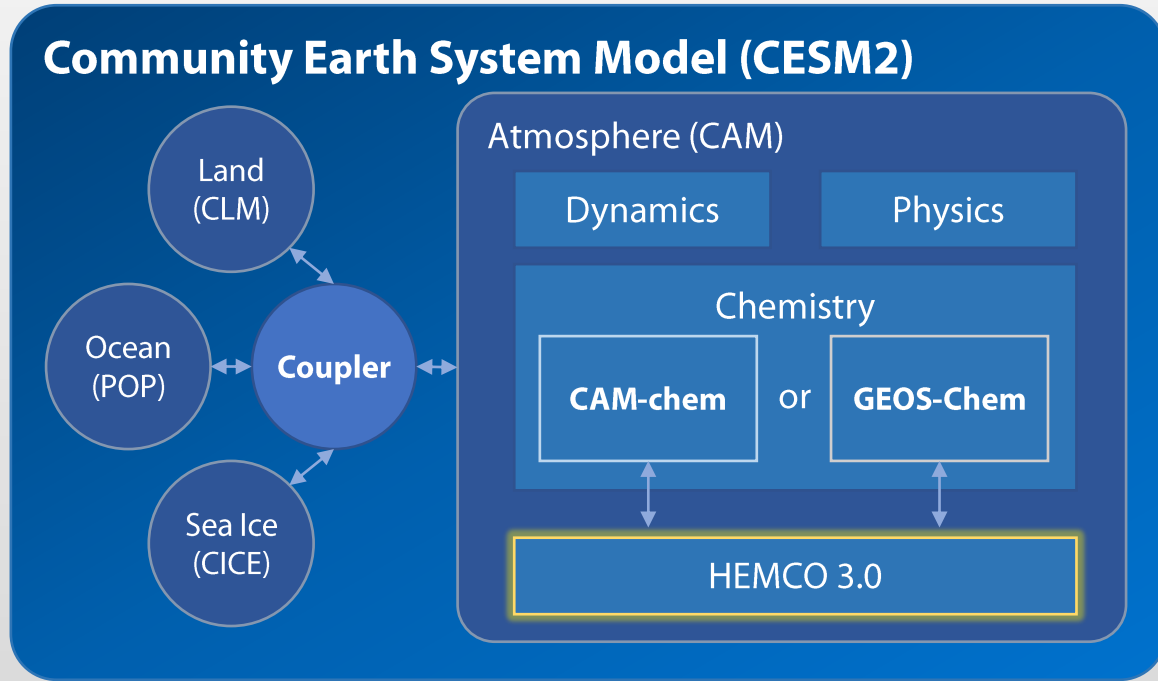 Community Earth System Model (CESM2)
Land
(CLM)
Ocean
(POP)
Coupler
Sea Ice
(CICE)
Atmosphere (CAM)
Dynamics
Physics
Chemistry
CAM-chem
or
GEOS-Chem
HEMCO 3.0